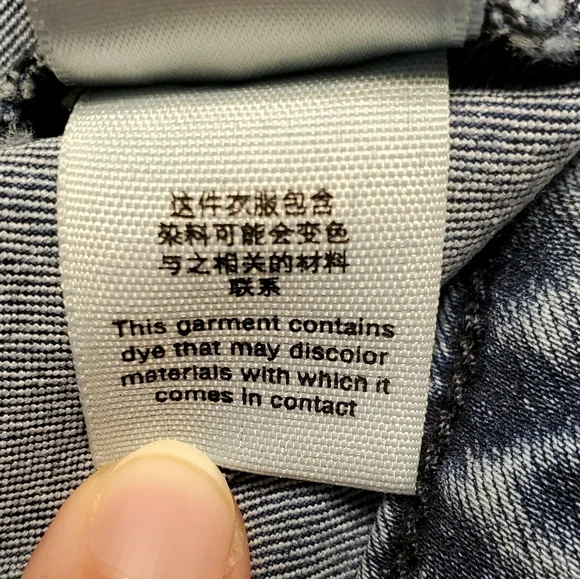 这件衣服包含
染料可能会变色
与之相关的材料
联系
This garment contains
dye that may discolor
materials with which it
comes in contact